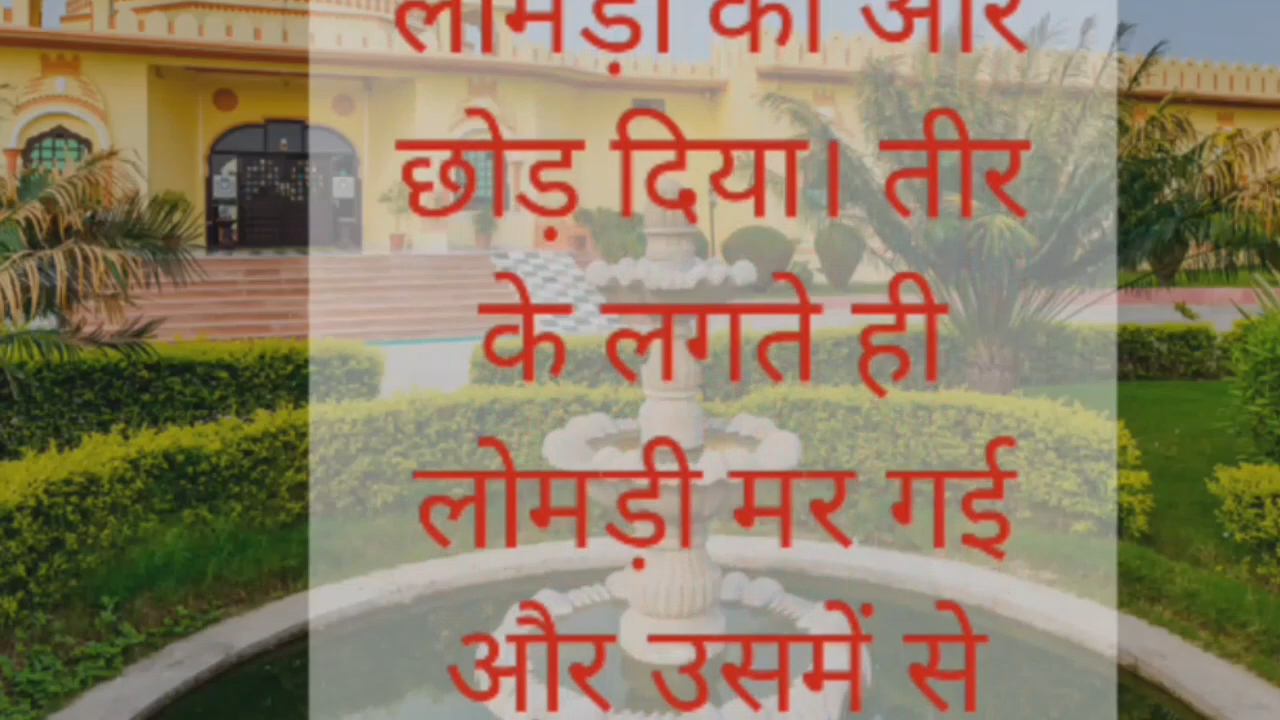 लोमड़ी की ओर
छोड़ दिया। तीर
के लगते ही
लोमड़ी मर गई
और उसमें से